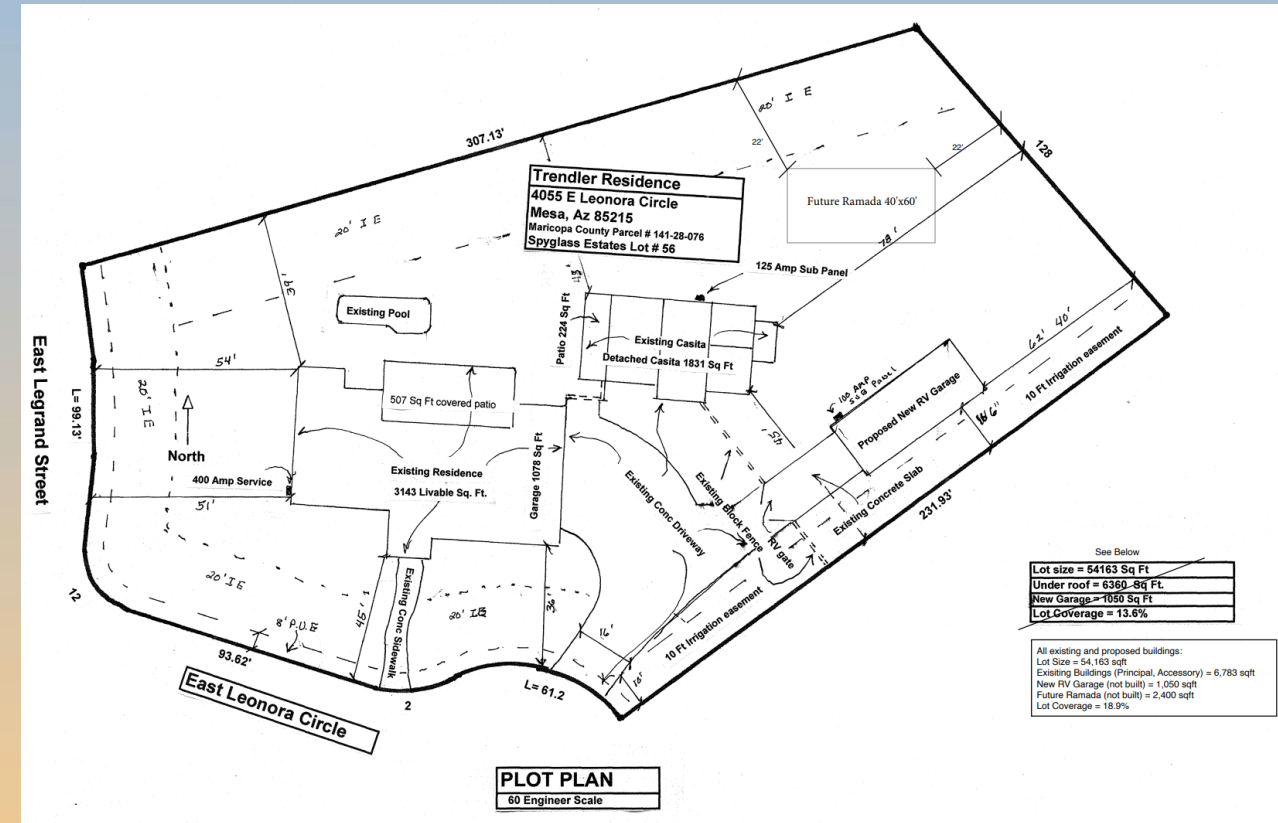 307.13'
128
20' I E
22'
22'
Future Ramada 40'x60'
78'
Trendler Residence
4055 E Leonora Circle
Mesa, Az 85215
Maricopa County Parcel # 141-28-076
Spyglass Estates Lot # 56
20' I E
39'
125 Amp Sub Panel
Existing Pool
Patio 224 Sq Ft
Existing Casita
Detached Casita 1831 Sq Ft
54'
507 Sq Ft covered patio
100 AMP
SUB PANEL
Proposed New RV Garage
62'
40'
10 Ft Irrigation easement
East Legrand Street
L= 99.13'
20' I E
North
400 Amp Service
51'
Existing Residence
3143 Livable Sq. Ft.
Garage 1078 Sq Ft
45'
Existing Conc Driveway
Existing Block Fence
RV gate
Existing Concrete Slab
231.93'
12
20' I E
8' P.U.E
93.62'
45'
Existing Conc Sidewalk
20' I E
36'
16'
10 Ft Irrigation easement
10'
East Leonora Circle
2
L= 61.2
See Below
Lot size = 54163 Sq Ft
Under roof = 6360 Sq Ft.
New Garage = 1050 Sq Ft
Lot Coverage = 13.6%
All existing and proposed buildings:
Lot Size = 54,163 sqft
Exisiting Buildings (Principal, Accessory) = 6,783 sqft
New RV Garage (not built) = 1,050 sqft
Future Ramada (not built) = 2,400 sqft
Lot Coverage = 18.9%
PLOT PLAN
60 Engineer Scale